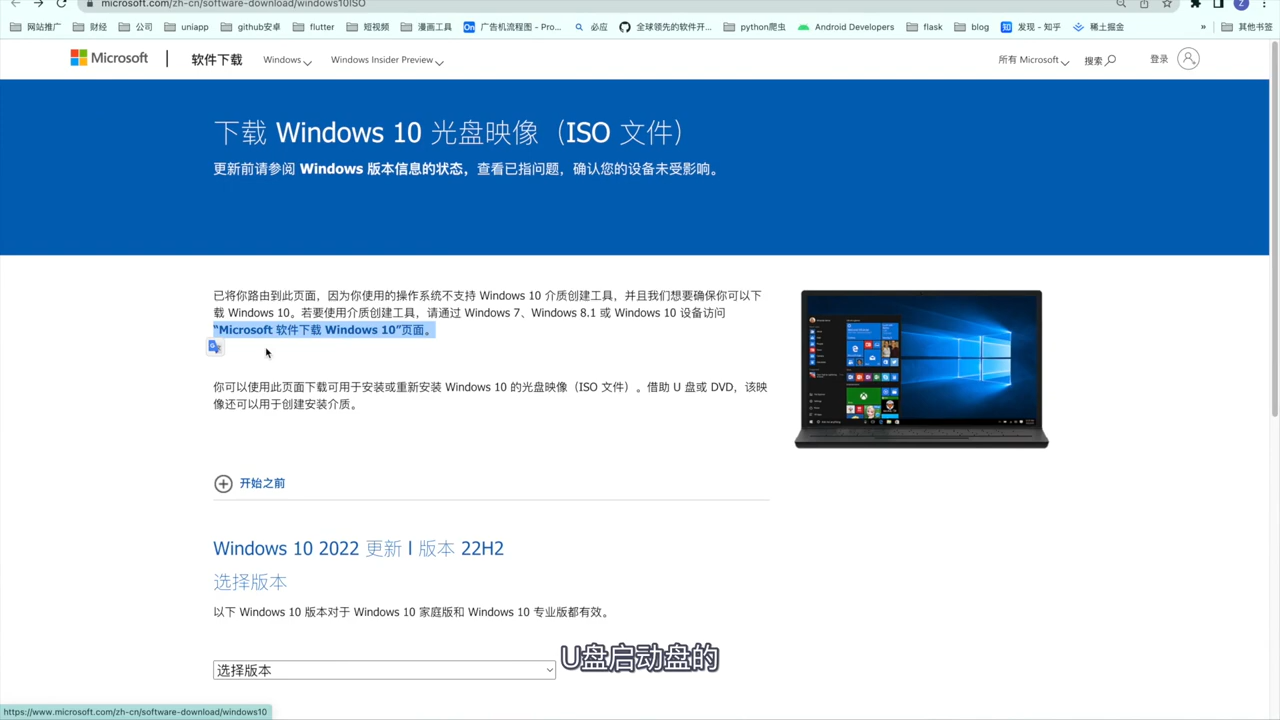 microsoft.com/zh-cn/software-download/windows10ISO
网站推广 财经 公司 uniapp github安卓 flutter 短视频 漫画工具 On 广告机流程图 - Pro... 必应 全球领先的软件开... python爬虫 Android Developers flask blog 知 发现 - 知乎 稀土掘金 » 其他书签
Microsoft 软件下载 Windows Windows Insider Preview 所有 Microsoft 搜索 登录
下载 Windows 10 光盘映像（ISO 文件）
更新前请参阅 Windows 版本信息的状态，查看已指问题，确认您的设备未受影响。
已将你路由到此页面，因为你使用的操作系统不支持 Windows 10 介质创建工具，并且我们想要确保你可以下
载 Windows 10。若要使用介质创建工具，请通过 Windows 7、Windows 8.1 或 Windows 10 设备访问
“Microsoft 软件下载 Windows 10”页面。
你可以使用此页面下载可用于安装或重新安装 Windows 10 的光盘映像（ISO 文件）。借助 U 盘或 DVD，该映
像还可以用于创建安装介质。
开始之前
Windows 10 2022 更新 l 版本 22H2
选择版本
以下 Windows 10 版本对于 Windows 10 家庭版和 Windows 10 专业版都有效。
选择版本
U盘启动盘的
https://www.microsoft.com/zh-cn/software-download/windows10